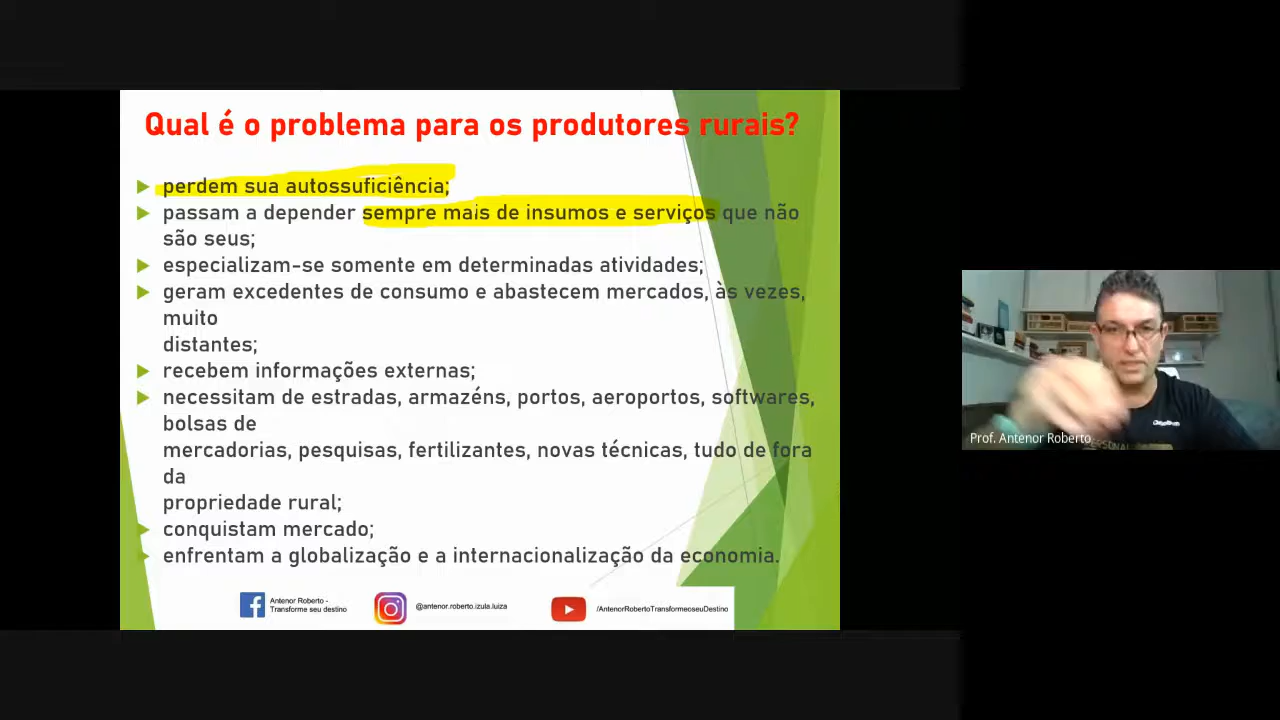 Qual é o problema para os produtores rurais?
perdem sua autossuficiência;
passam a depender sempre mais de insumos e serviços que não
são seus;
especializam-se somente em determinadas atividades;
geram excedentes de consumo e abastecem mercados, às vezes,
muito
distantes;
recebem informações externas;
necessitam de estradas, armazéns, portos, aeroportos, softwares,
bolsas de
mercadorias, pesquisas, fertilizantes, novas técnicas, tudo de fora
da
propriedade rural;
conquistam mercado;
enfrentam a globalização e a internacionalização da economia.
Antenor Roberto -
Transforme seu destino
@antenor.roberto.izula.luiza
/AntenorRobertoTransformeoseuDestino
Prof. Antenor Roberto
PERSONAL